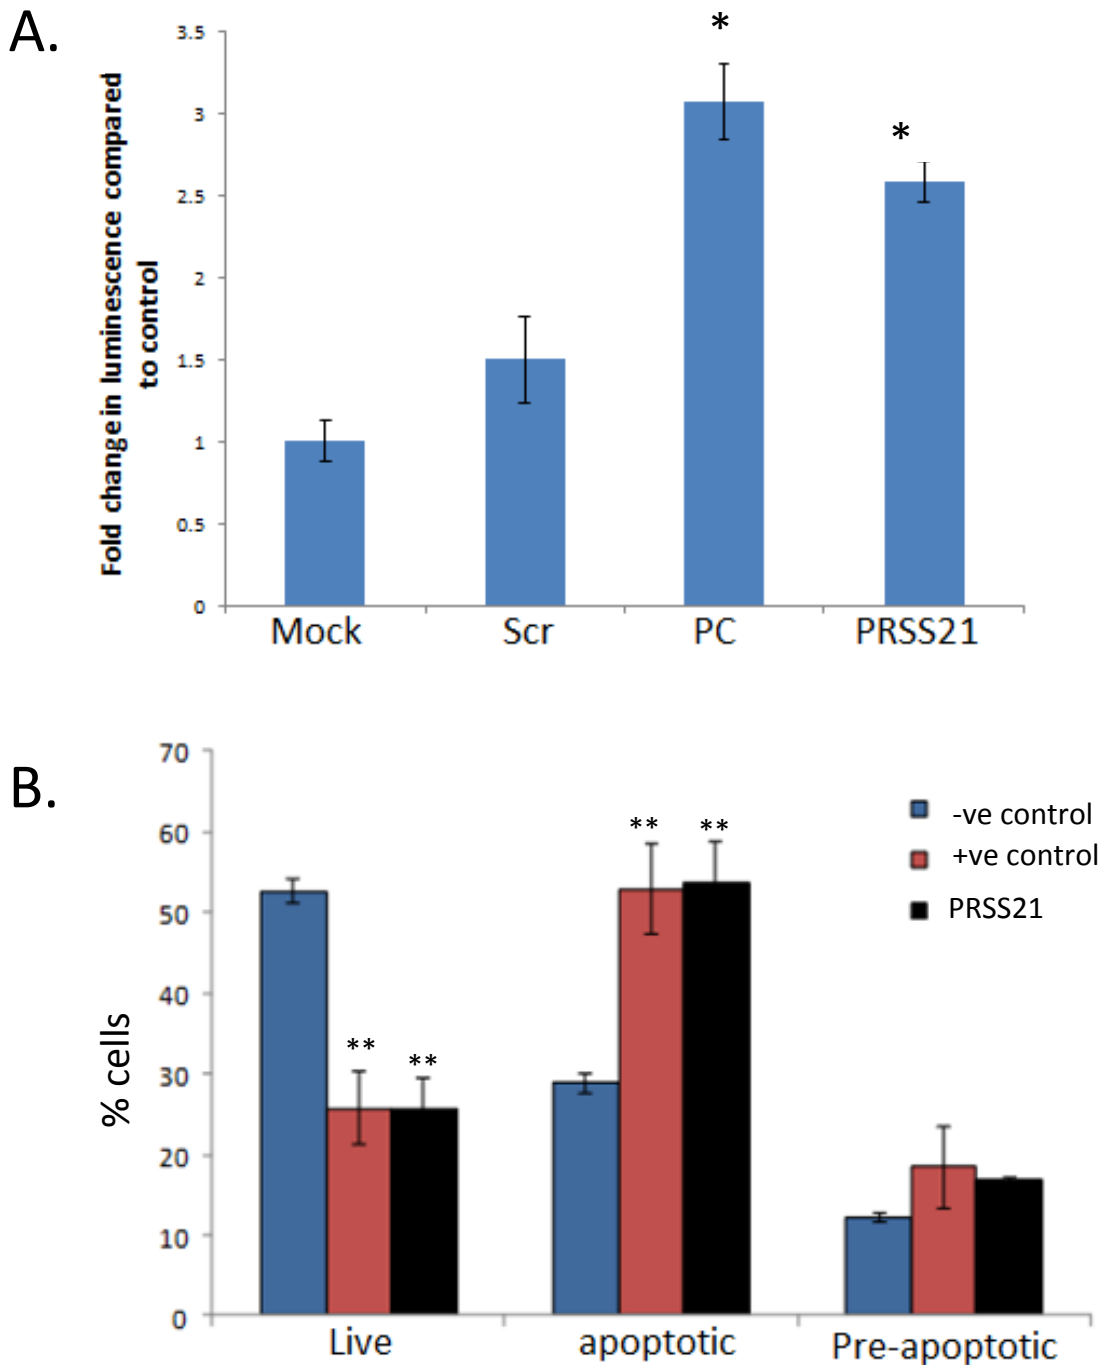 A.
Fold change in luminescence compared
to control
3.5
3
2.5
2
1.5
1
0.5
0
*
*
Mock Scr PC PRSS21
B.
% cells
70
60
50
40
30
20
10
0
** **
** **
-ve control
+ve control
PRSS21
Live apoptotic Pre-apoptotic